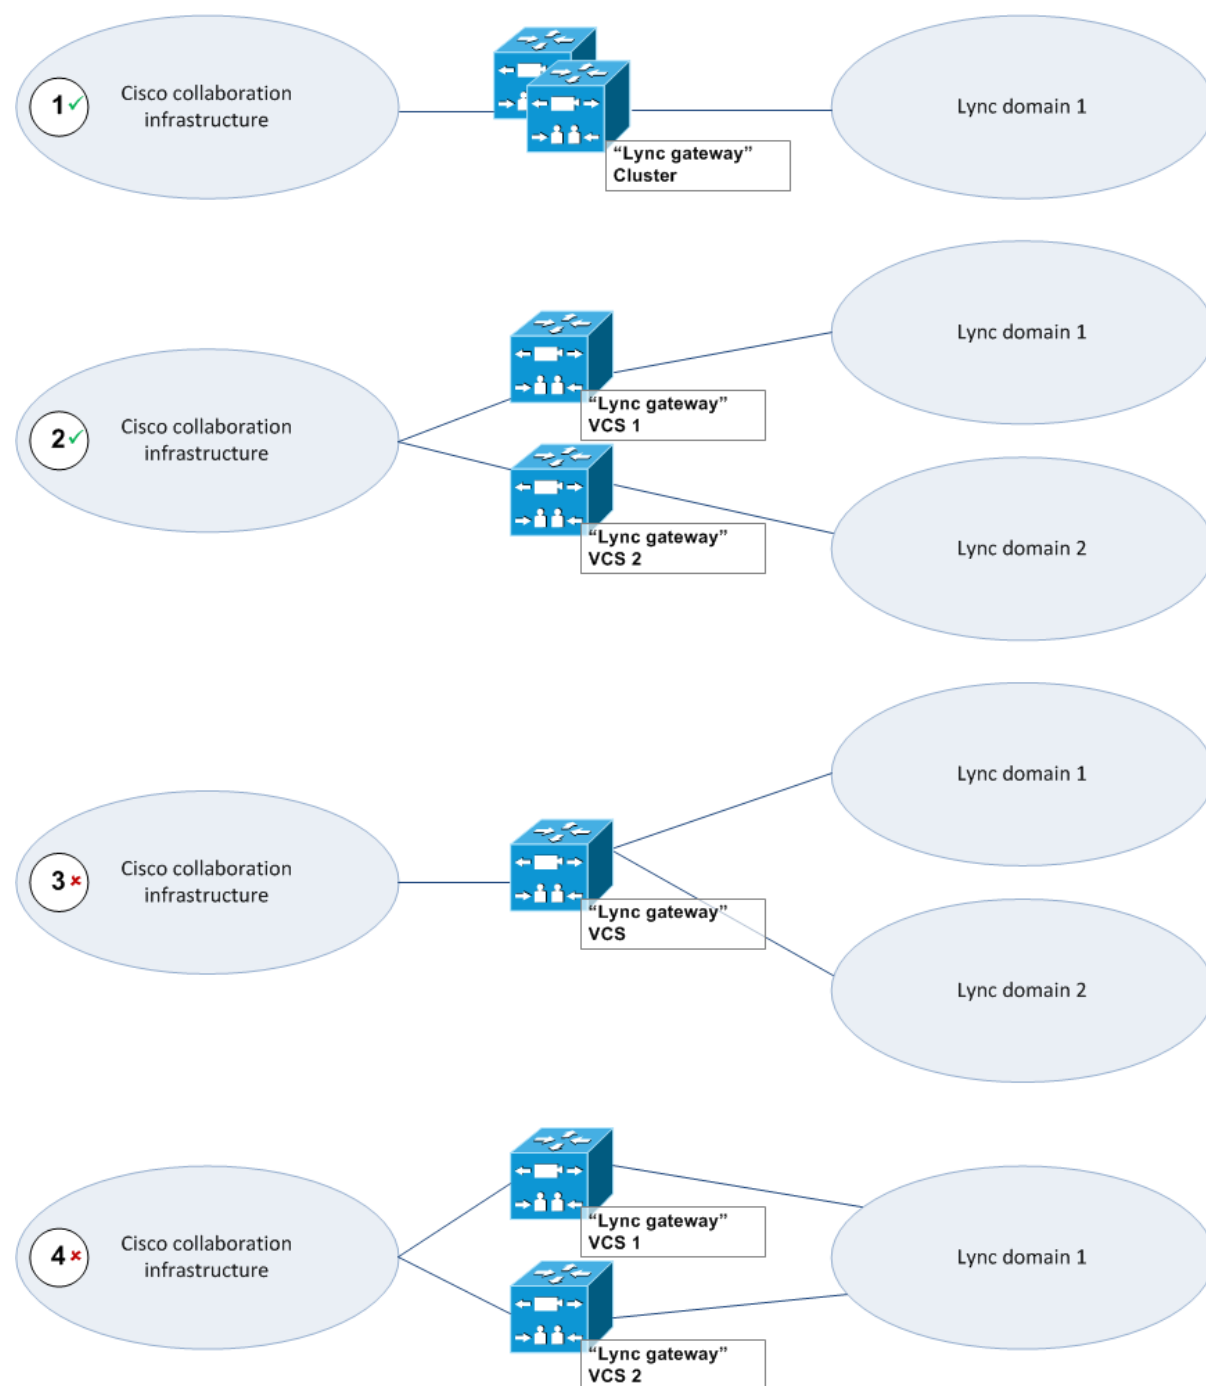 1
Cisco collaboration
infrastructure
“Lync gateway”
Cluster
Lync domain 1
2
Cisco collaboration
infrastructure
“Lync gateway”
VCS 1
“Lync gateway”
VCS 2
Lync domain 1
Lync domain 2
3
Cisco collaboration
infrastructure
“Lync gateway”
VCS
Lync domain 1
Lync domain 2
4
Cisco collaboration
infrastructure
“Lync gateway”
VCS 1
“Lync gateway”
VCS 2
Lync domain 1